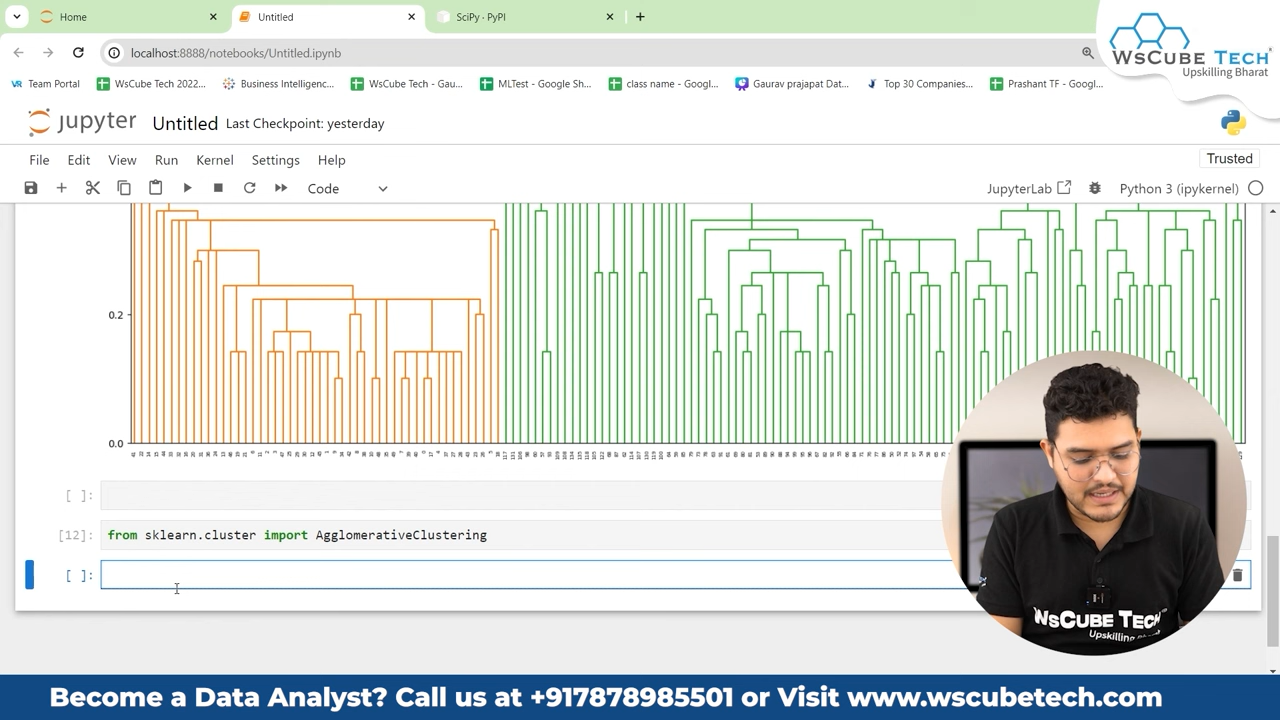 Home
Untitled
SciPy · PyPI
WsCube Tech
Upskilling Bharat
localhost:8888/notebooks/Untitled.ipynb
VR Team Portal
WsCube Tech 2022...
Business Intelligenc...
WsCube Tech - Gau...
MLTest - Google Sh...
class name - Googl...
Gaurav prajapat Dat...
Top 30 Companies...
Prashant TF - Googl...
jupyter Untitled Last Checkpoint: yesterday
File Edit View Run Kernel Settings Help
Trusted
Code
JupyterLab
Python 3 (ipykernel)
0.2
0.0
[ ]:
[12]: from sklearn.cluster import AgglomerativeClustering
[ ]:
WsCube Tech
Upskilling
Become a Data Analyst? Call us at +917878985501 or Visit www.wscubetech.com